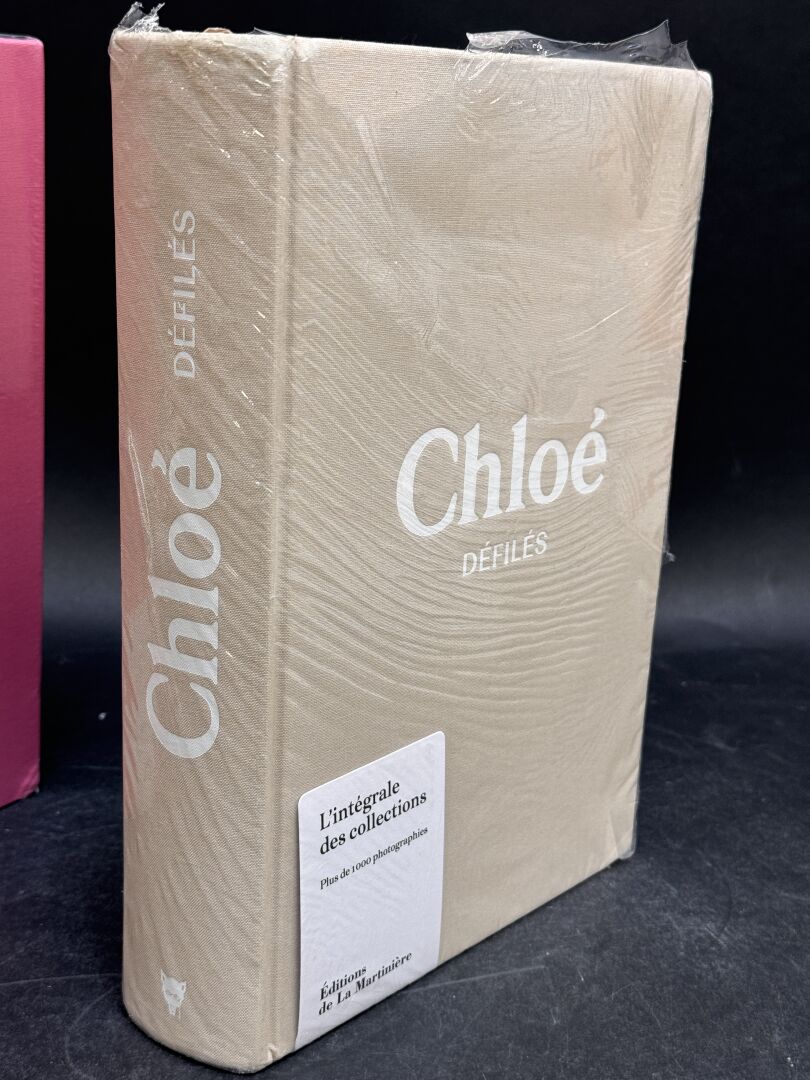 Chloé DÉFILÉS
Chloé
DÉFILÉS
L'intégrale
des collections
Plus de 1000 photographies
Éditions
de La Martinière